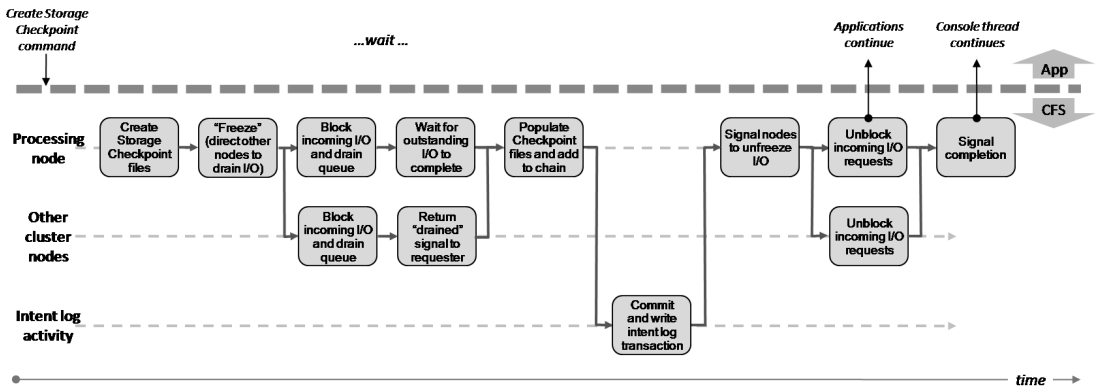 Create Storage
Checkpoint
command
...wait ...
Applications
continue
Console thread
continues
App
CFS
Processing
node
Create
Storage
Checkpoint
files
"Freeze"
(direct other
nodes to
drain I/O)
Block
incoming I/O
and drain
queue
Wait for
outstanding
I/O to
complete
Populate
Checkpoint
files and add
to chain
Signal nodes
to unfreeze
I/O
Unblock
incoming I/O
requests
Signal
completion
Other
cluster
nodes
Block
incoming I/O
and drain
queue
Return
"drained"
signal to
requester
Unblock
incoming I/O
requests
Intent log
activity
Commit
and write
intent log
transaction
time